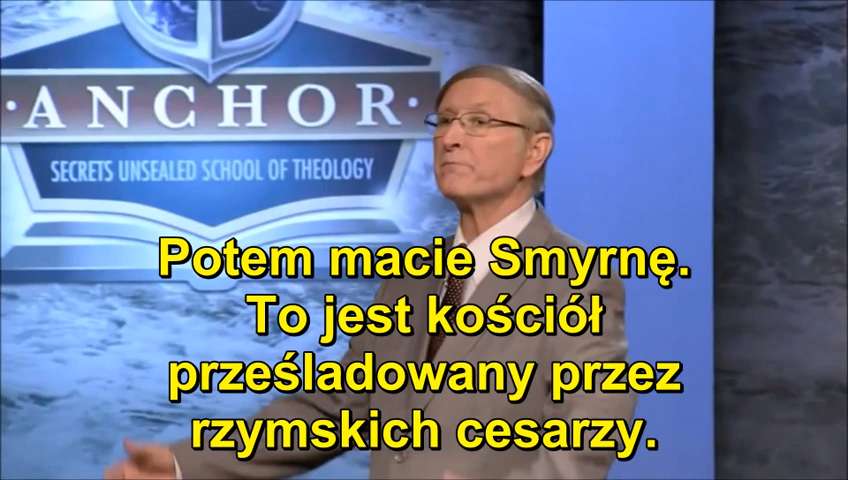 ANCHOR
SECRETS UNSEALED SCHOOL OF THEOLOGY
Potem macie Smyrnę.
To jest kościół
prześladowany przez
rzymskich cesarzy.